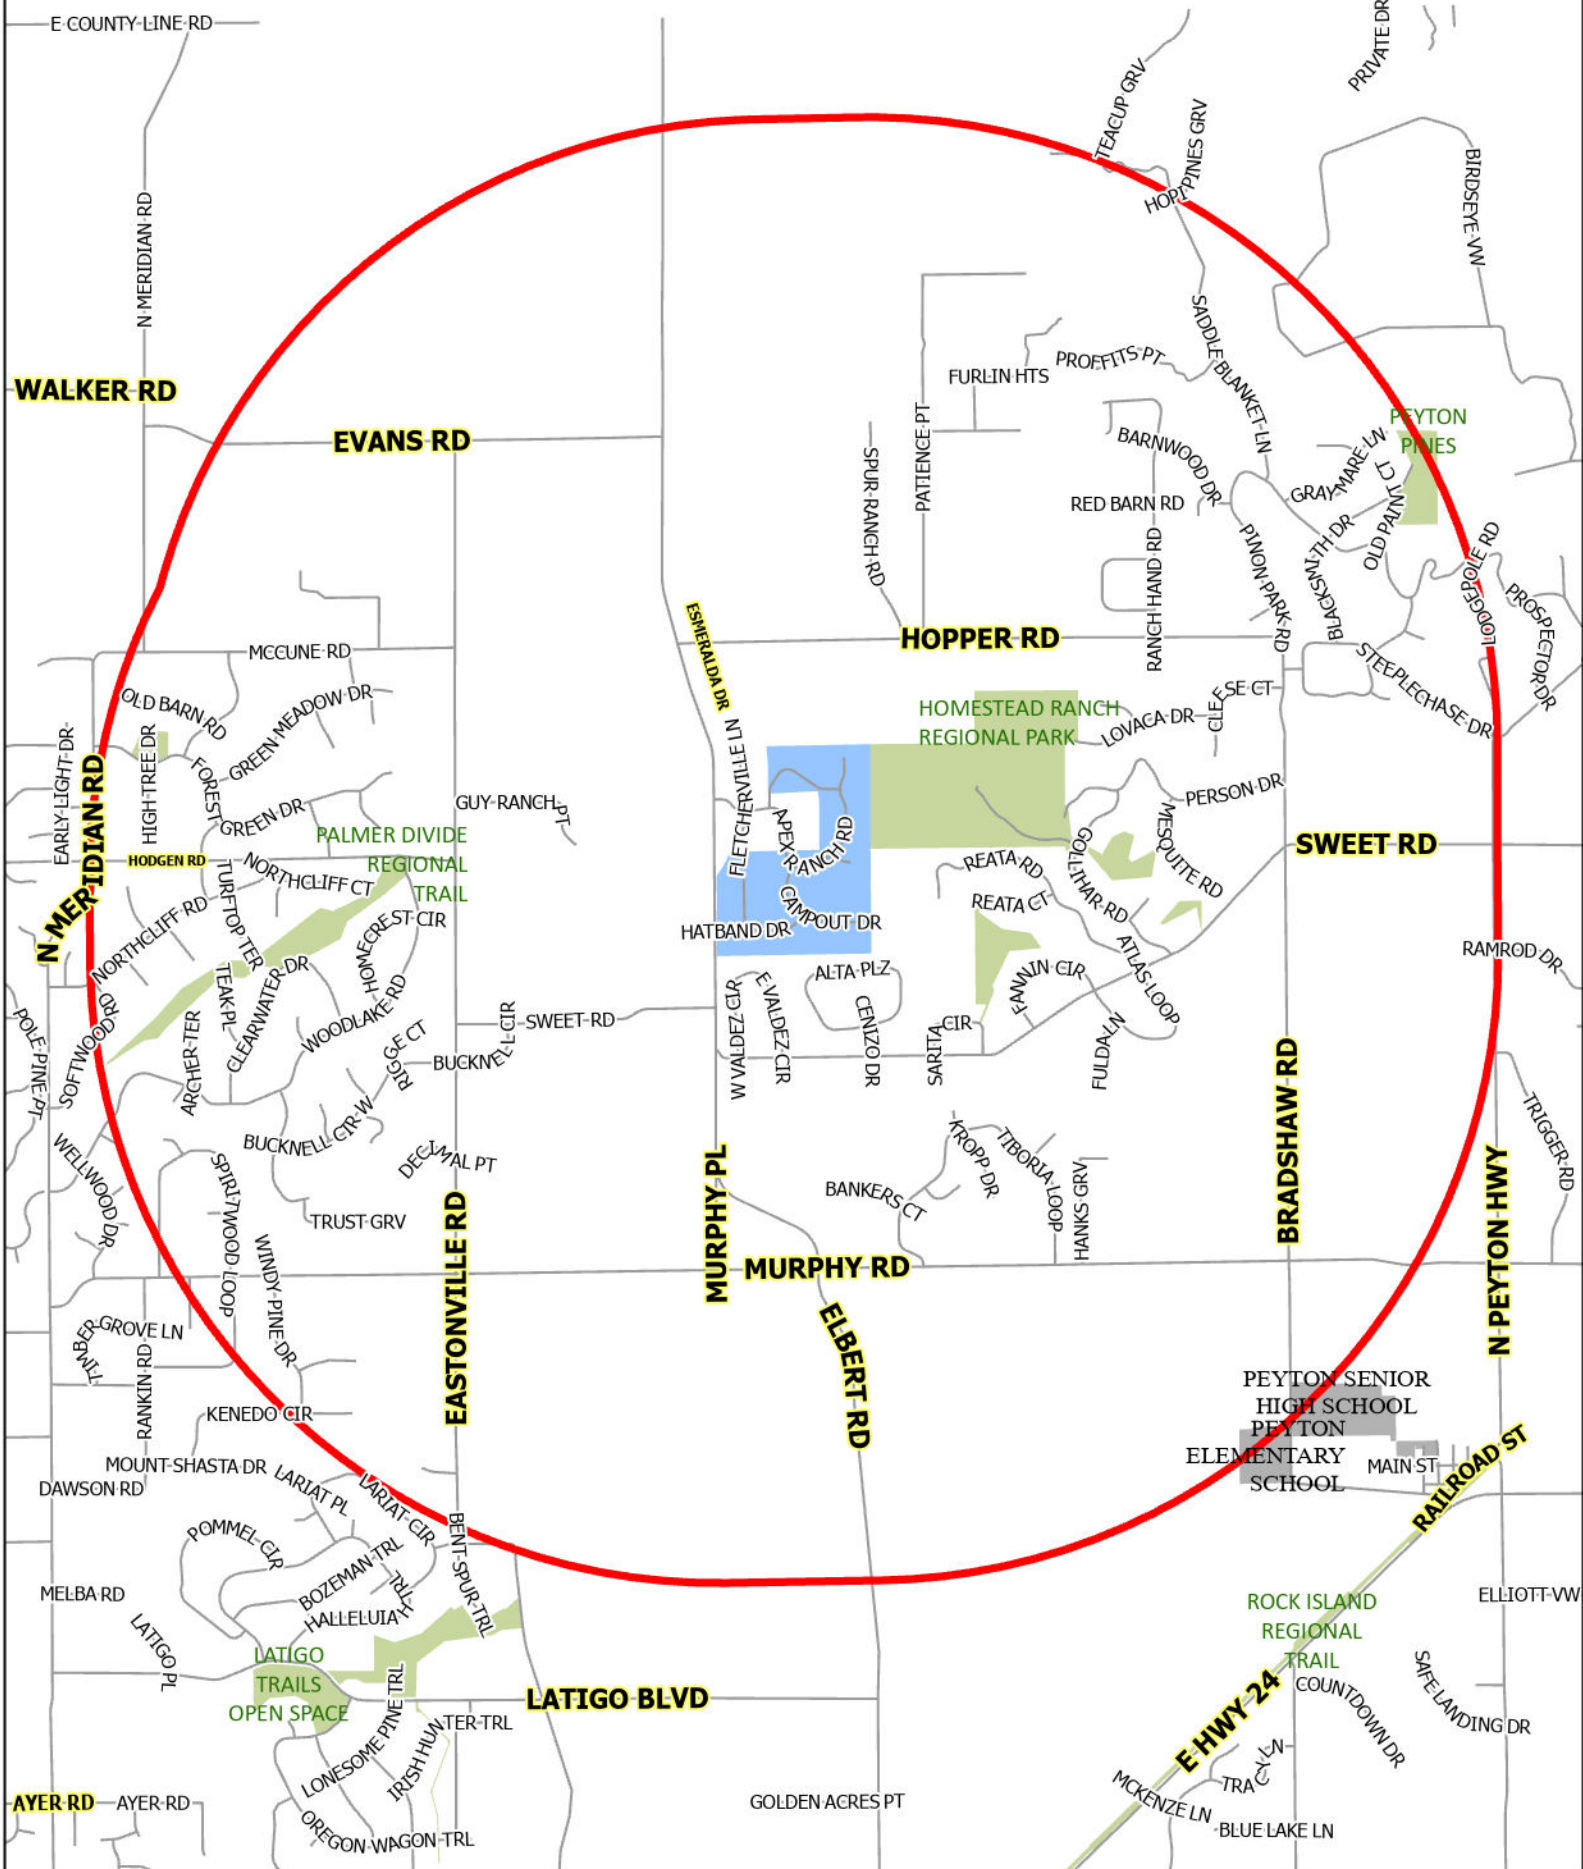 E COUNTY LINE RD
TEACUP GRV
HOPI PINES GRV
PRIVATE DR
BIRDSEYE VW
N MERIDIAN RD
WALKER RD
EVANS RD
SADDLE BLANKET LN
PROFFITS PT
FURLIN HTS
PATIENCE PT
SPUR RANCH RD
BARNWOOD DR
RED BARN RD
RANCH HAND RD
PEYTON
PINES
GRAY MARE LN
OLD PAINT CT
BLACKSMITH DR
PINON PARK RD
LODGEPOLE RD
PROSPECTOR DR
STEEPLECHASE DR
HOPPER RD
ESMERALDA DR
MCCUNE RD
OLD BARN RD
GREEN MEADOW DR
HIGH TREE DR
FOREST GREEN DR
EARLY LIGHT DR
N MERIDIAN RD
HODGEN RD
GUY RANCH PT
PALMER DIVIDE
REGIONAL
TRAIL
NORTHCLIFF CT
NORTHCLIFF RD
TURFTOP TER
HOMECREST CIR
TEAK PL
CLEARWATER DR
WOODLAKE RD
ARCHER TER
SOFTWOOD RD
POLE PINE PT
RIGGE CT
BUCKNELL CIR
BUCKNELL CIR W
SWEET RD
DECIMAL PT
WELLWOOD DR
SPIRITWOOD LOOP
TRUST GRV
WINDY PINE DR
FLETCHERVILLE LN
APEX RANCH RD
CAMPOUT DR
HATBAND DR
HOMESTEAD RANCH
REGIONAL PARK
LOVACA DR
CLEESE CT
PERSON DR
MESQUITE RD
GOLIHAR RD
REATA RD
REATA CT
SWEET RD
FANNIN CIR
ATLAS LOOP
FULDA LN
SARITA CIR
ALTA PLZ
CENIZO DR
E VALDEZ CIR
W VALDEZ CIR
RAMROD DR
TRIGGER RD
BRADSHAW RD
N PEYTON HWY
KROPP DR
TIBORIA LOOP
HANKS GRV
BANKERS CT
MURPHY PL
MURPHY RD
ELBERT RD
EASTONVILLE RD
TIMBER GROVE LN
RANKIN RD
KENEDO CIR
MOUNT SHASTA DR
DAWSON RD
LARIAT PL
LARIAT CIR
POMMEL CIR
BOZEMAN TRL
HALLELUIAH TRL
BENT SPUR TRL
MELBA RD
LATIGO PL
LATIGO
TRAILS
OPEN SPACE
LATIGO BLVD
LONESOME PINE TRL
IRISH HUNTER TRL
OREGON WAGON TRL
AYER RD
AYER RD
GOLDEN ACRES PT
PEYTON SENIOR
HIGH SCHOOL
PEYTON
ELEMENTARY
SCHOOL
MAIN ST
RAILROAD ST
ROCK ISLAND
REGIONAL
TRAIL
ELLIOTT VW
COUNTDOWN DR
SAFE LANDING DR
E HWY 24
TRACY LN
MCKENZE LN
BLUE LAKE LN